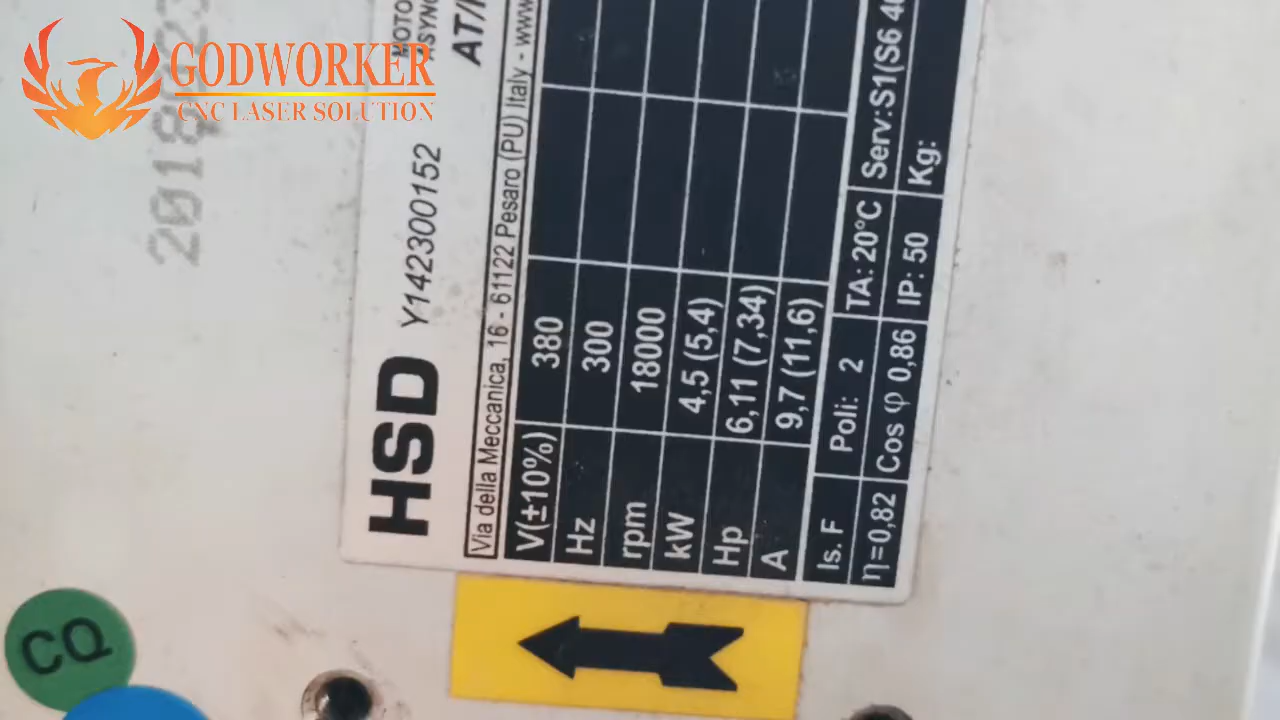 GODWORKER
CNC LASER SOLUTION
HSD Y142300152
Via della Meccanica, 16 - 61122 Pesaro (PU) Italy -
V(±10%) 380
Hz 300
rpm 18000
kW 4,5 (5,4)
Hp 6,11 (7,34)
A 9,7 (11,6)
Is. F Poli: 2 TA: 20°C Serv:S1(S6
η=0,82 Cos φ 0,86 IP: 50 Kg:
CQ